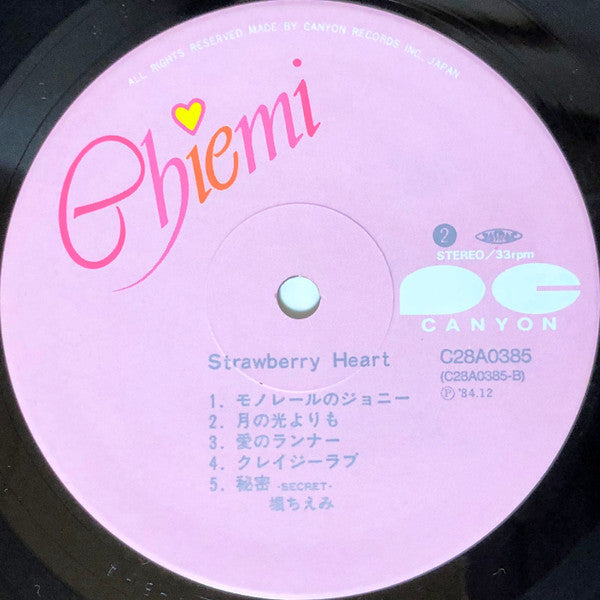 ALL RIGHTS RESERVED MADE BY CANYON RECORDS INC., JAPAN
Chiemi
2
STEREO/33rpm
CANYON
Strawberry Heart
C28A0385
(C28A0385-B)
Ⓟ '84.12
1. モノレールのジョニー
2. 月の光よりも
3. 愛のランナー
4. クレイジーラブ
5. 秘密 -SECRET-
堀ちえみ